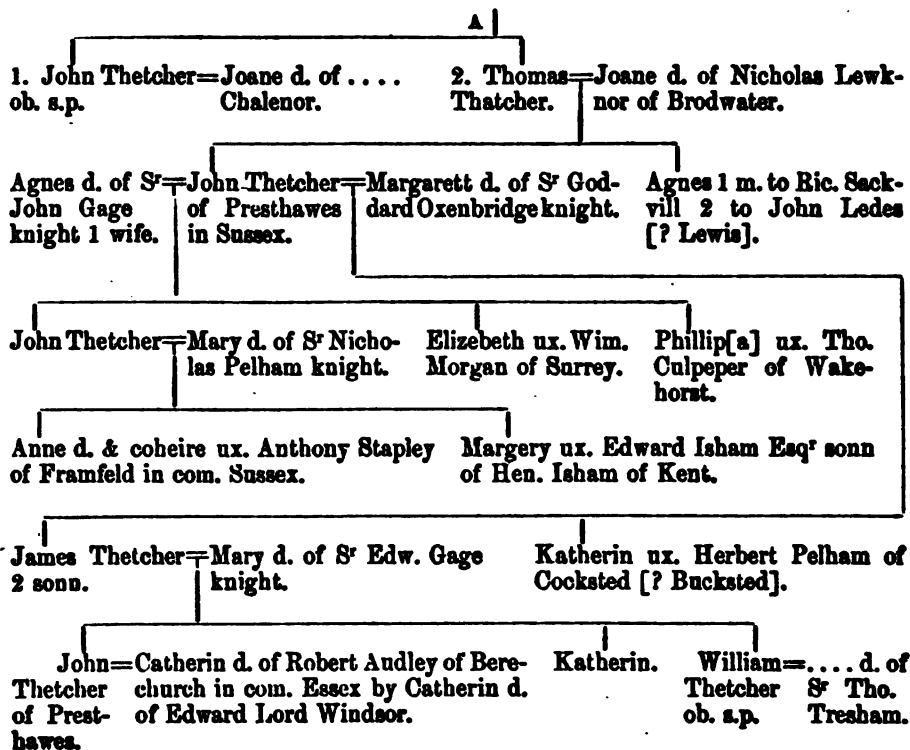 A
1. John Thetcher=Joane d. of ....
ob. s.p. Chalenor.
2. Thomas=Joane d. of Nicholas Lewk-
Thatcher. nor of Brodwater.
Agnes d. of Sʳ
John Gage
knight 1 wife.
John Thetcher
of Presthawes
in Sussex.
Margarett d. of Sʳ God-
dard Oxenbridge knight.
Agnes 1 m. to Ric. Sack-
vill 2 to John Ledes
[? Lewis].
John Thetcher=Mary d. of Sʳ Nicho-
las Pelham knight.
Elizebeth ux. Wim.
Morgan of Surrey.
Phillip[a] ux. Tho.
Culpeper of Wake-
horst.
Anne d. & coheire ux. Anthony Stapley
of Framfeld in com. Sussex.
Margery ux. Edward Isham Esqʳ sonn
of Hen. Isham of Kent.
James Thetcher=Mary d. of Sʳ Edw. Gage
2 sonn. knight.
Katherin ux. Herbert Pelham of
Cocksted [? Bucksted].
John=Catherin d. of Robert Audley of Bere-
Thetcher church in com. Essex by Catherin d.
of Prest- of Edward Lord Windsor.
hawes.
Katherin.
William=.... d. of
Thetcher Sʳ Tho.
ob. s.p. Tresham.